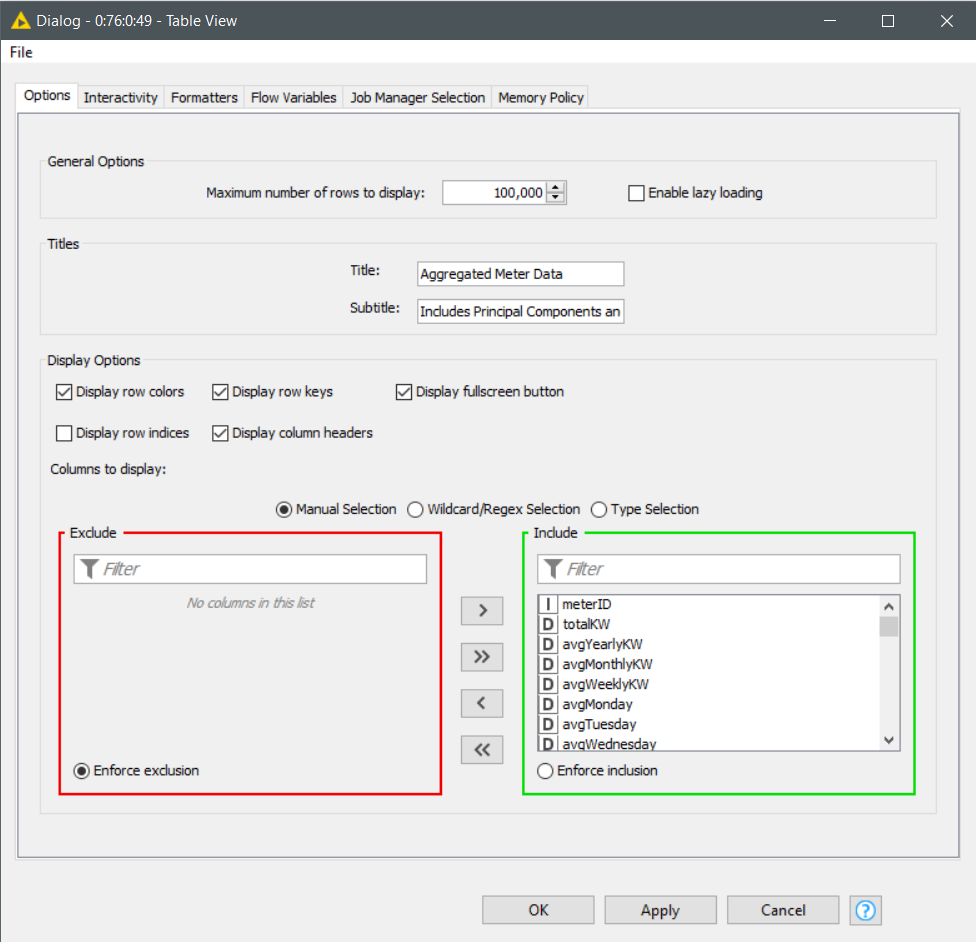 Dialog - 0:76:0:49 - Table View
File
Options Interactivity Formatters Flow Variables Job Manager Selection Memory Policy
General Options
Maximum number of rows to display: 100,000 Enable lazy loading
Titles
Title: Aggregated Meter Data
Subtitle: Includes Principal Components an
Display Options
Display row colors Display row keys Display fullscreen button
Display row indices Display column headers
Columns to display:
Manual Selection Wildcard/Regex Selection Type Selection
Exclude
Filter
No columns in this list
Enforce exclusion
>
>>
<
<<
Include
Filter
I meterID
D totalKW
D avgYearlyKW
D avgMonthlyKW
D avgWeeklyKW
D avgMonday
D avgTuesday
D avgWednesday
Enforce inclusion
OK Apply Cancel ?